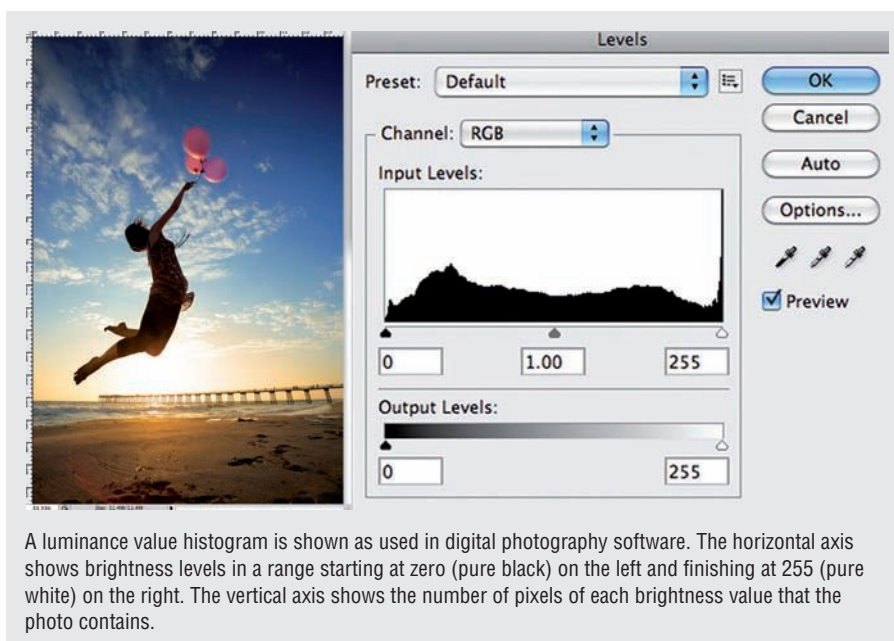 Levels
Preset: Default
OK
Channel: RGB
Cancel
Input Levels:
Auto
Options...
Preview
0 1.00 255
Output Levels:
0 255
A luminance value histogram is shown as used in digital photography software. The horizontal axis
shows brightness levels in a range starting at zero (pure black) on the left and finishing at 255 (pure
white) on the right. The vertical axis shows the number of pixels of each brightness value that the
photo contains.